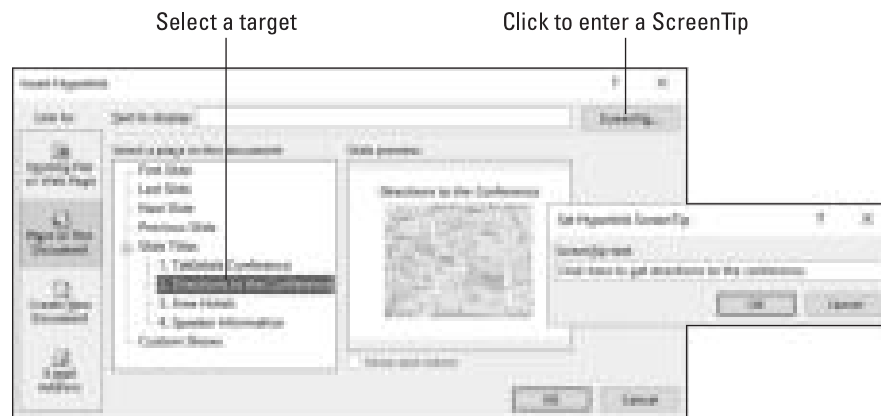 Select a target
Click to enter a ScreenTip
Insert Hyperlink ? ×
Link to:
Text to display:
ScreenTip...
Select a place in this document:
Slide preview:
Existing File
or Web Page
Place in This
Document
Create New
Document
E-mail
Address
First Slide
Last Slide
Next Slide
Previous Slide
Slide Titles
1. Conference
2. Directions to the Conference
3. Area Hotels
4. Speaker Information
Custom Shows
Directions to the Conference
Show and return
OK
Cancel
Set Hyperlink ScreenTip ? ×
ScreenTip text:
Click here to get directions to the conference
OK
Cancel